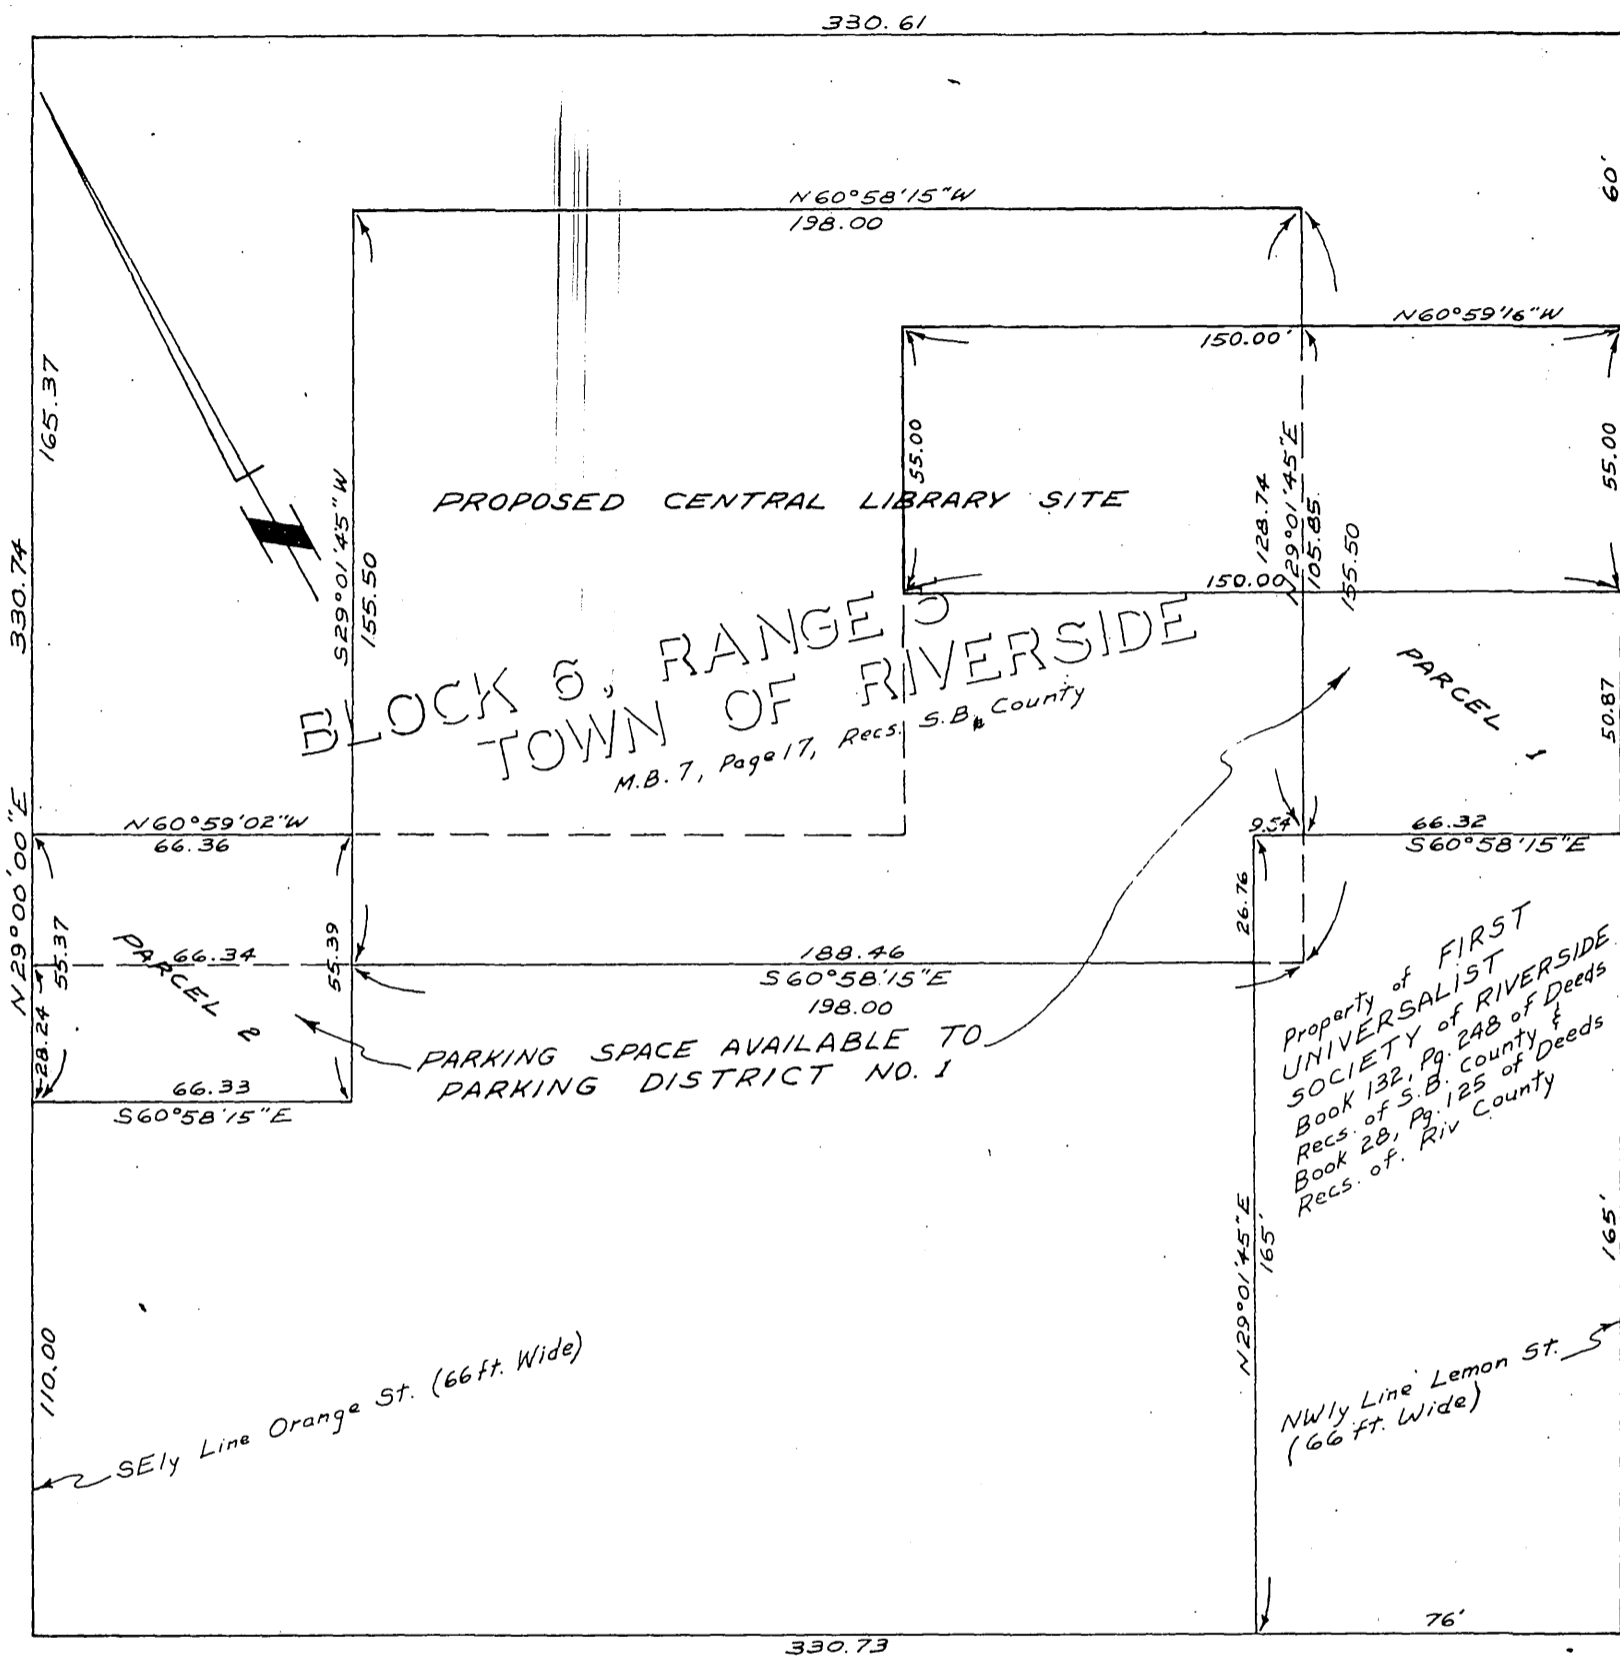 330.61
60'
N60°58'15"W
198.00
N60°59'16"W
150.00'
165.37
55.00
55.00
S29°01'45"W
155.50
PROPOSED CENTRAL LIBRARY SITE
128.74
N29°01'45"E
105.85
155.50
150.00
330.74
BLOCK 6, RANGE 5
TOWN OF RIVERSIDE
M.B. 7, Page 17, Recs. S.B. County
PARCEL 1
50.87
N29°00'00"E
N60°59'02"W
66.36
9.54
66.32
S60°58'15"E
26.76
55.37
28.24
66.34
PARCEL 2
55.39
188.46
S60°58'15"E
198.00
PARKING SPACE AVAILABLE TO
PARKING DISTRICT NO. 1
66.33
S60°58'15"E
Property of FIRST
UNIVERSALIST
SOCIETY of RIVERSIDE
Book 132, Pg. 248 of Deeds
Recs. of S.B. County &
Book 28, Pg. 125 of Deeds
Recs. of. Riv County
N29°01'45"E
165'
165'
110.00
SEly Line Orange St. (66 ft. Wide)
NWly Line Lemon St.
(66 ft. Wide)
76'
330.73